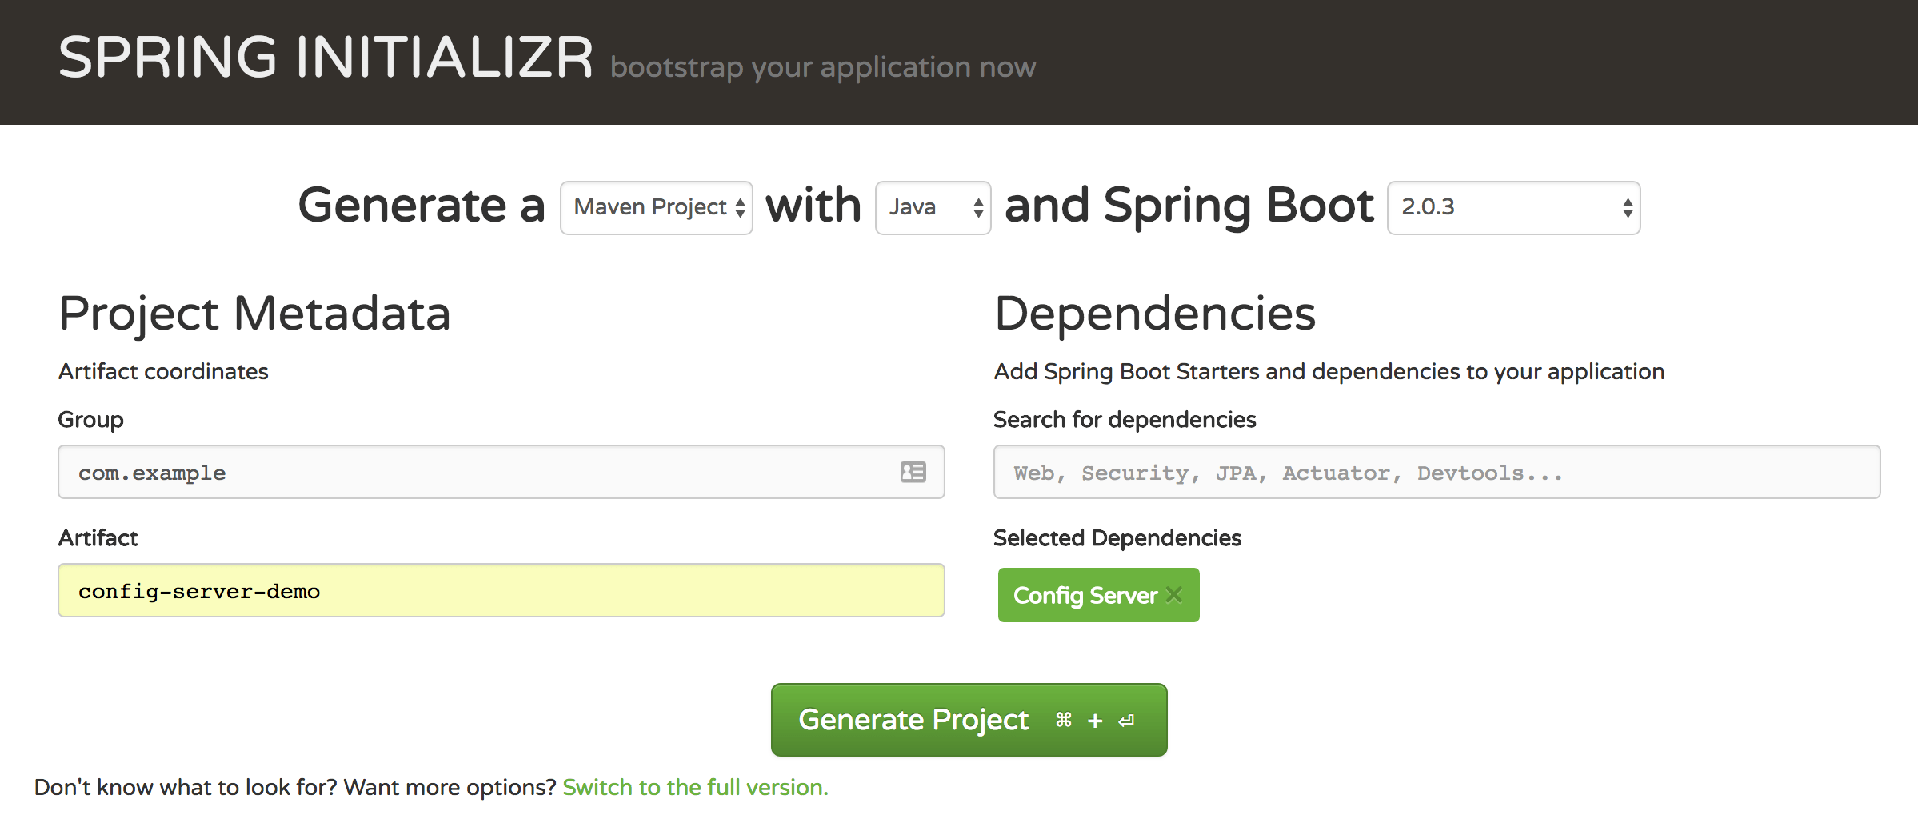 SPRING INITIALIZR bootstrap your application now
Generate a Maven Project with Java and Spring Boot 2.0.3
Project Metadata
Artifact coordinates
Group
com.example
Artifact
config-server-demo
Dependencies
Add Spring Boot Starters and dependencies to your application
Search for dependencies
Web, Security, JPA, Actuator, Devtools...
Selected Dependencies
Config Server ×
Generate Project ⌘ + ⏎
Don't know what to look for? Want more options? Switch to the full version.